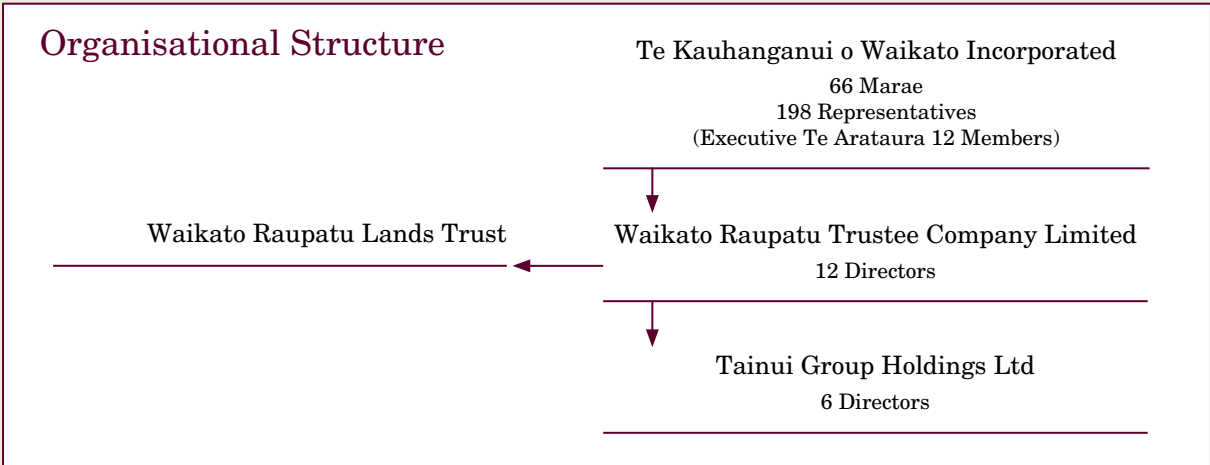 Organisational Structure
Te Kauhanganui o Waikato Incorporated
66 Marae
198 Representatives
(Executive Te Arataura 12 Members)
Waikato Raupatu Lands Trust
Waikato Raupatu Trustee Company Limited
12 Directors
Tainui Group Holdings Ltd
6 Directors